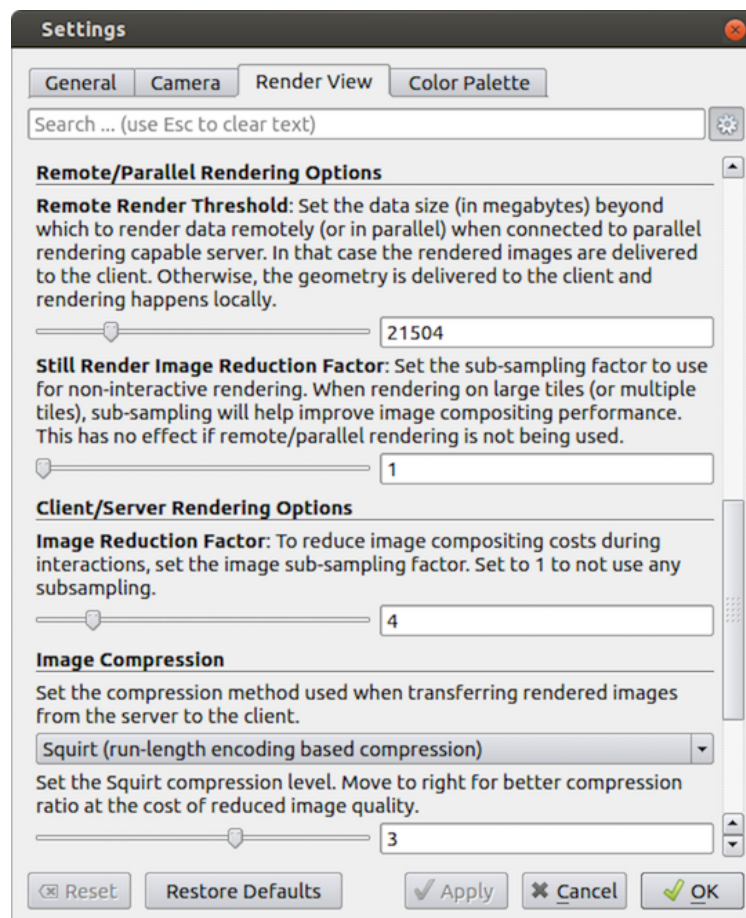 Settings
General Camera Render View Color Palette
Search ... (use Esc to clear text)
Remote/Parallel Rendering Options
Remote Render Threshold: Set the data size (in megabytes) beyond
which to render data remotely (or in parallel) when connected to parallel
rendering capable server. In that case the rendered images are delivered
to the client. Otherwise, the geometry is delivered to the client and
rendering happens locally.
21504
Still Render Image Reduction Factor: Set the sub-sampling factor to use
for non-interactive rendering. When rendering on large tiles (or multiple
tiles), sub-sampling will help improve image compositing performance.
This has no effect if remote/parallel rendering is not being used.
1
Client/Server Rendering Options
Image Reduction Factor: To reduce image compositing costs during
interactions, set the image sub-sampling factor. Set to 1 to not use any
subsampling.
4
Image Compression
Set the compression method used when transferring rendered images
from the server to the client.
Squirt (run-length encoding based compression)
Set the Squirt compression level. Move to right for better compression
ratio at the cost of reduced image quality.
3
Reset Restore Defaults Apply Cancel OK